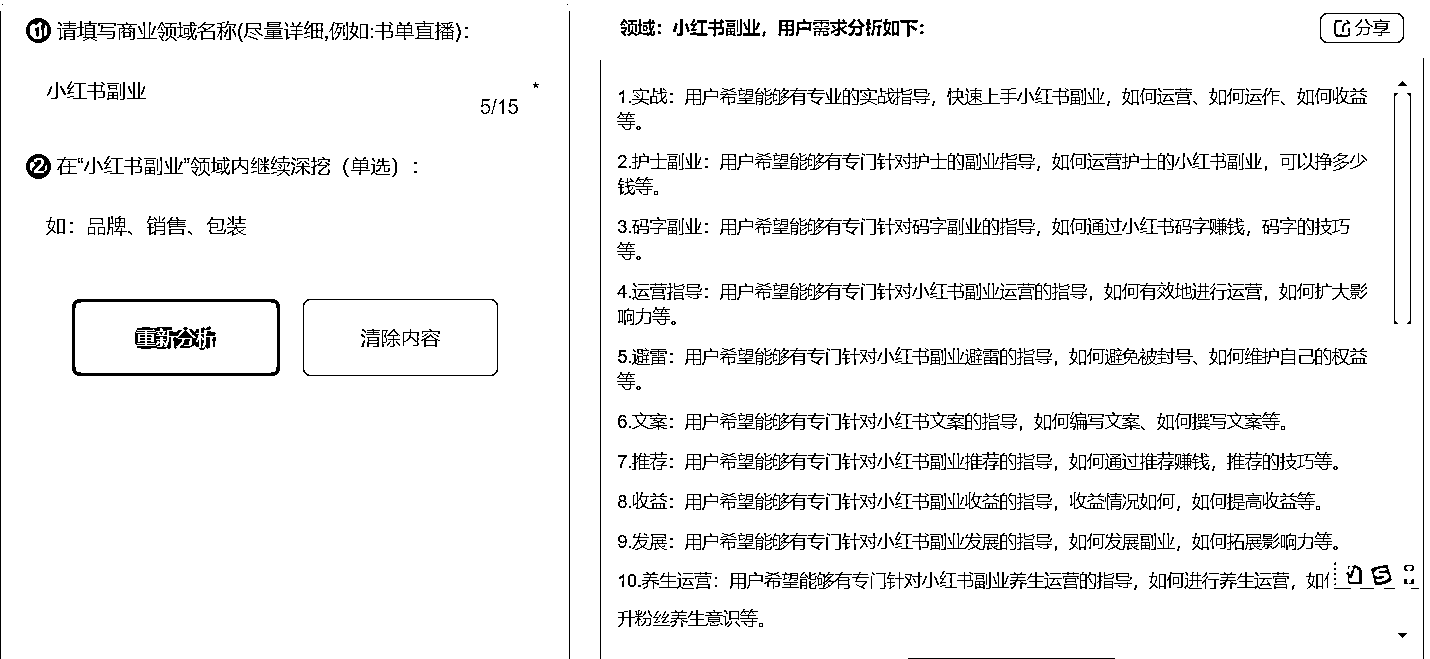 1 请填写商业领域名称(尽量详细,例如:书单直播):
小红书副业
5/15
*
2 在“小红书副业”领域内继续深挖（单选）:
如：品牌、销售、包装
重新分析
清除内容
领域：小红书副业，用户需求分析如下：
分享
1.实战：用户希望能够有专业的实战指导，快速上手小红书副业，如何运营、如何运作、如何收益
等。
2.护士副业：用户希望能够有专门针对护士的副业指导，如何运营护士的小红书副业，可以挣多少
钱等。
3.码字副业：用户希望能够有专门针对码字副业的指导，如何通过小红书码字赚钱，码字的技巧
等。
4.运营指导：用户希望能够有专门针对小红书副业运营的指导，如何有效地进行运营，如何扩大影
响力等。
5.避雷：用户希望能够有专门针对小红书副业避雷的指导，如何避免被封号、如何维护自己的权益
等。
6.文案：用户希望能够有专门针对小红书文案的指导，如何编写文案、如何撰写文案等。
7.推荐：用户希望能够有专门针对小红书副业推荐的指导，如何通过推荐赚钱，推荐的技巧等。
8.收益：用户希望能够有专门针对小红书副业收益的指导，收益情况如何，如何提高收益等。
9.发展：用户希望能够有专门针对小红书副业发展的指导，如何发展副业，如何拓展影响力等。
10.养生运营：用户希望能够有专门针对小红书副业养生运营的指导，如何进行养生运营，如
升粉丝养生意识等。